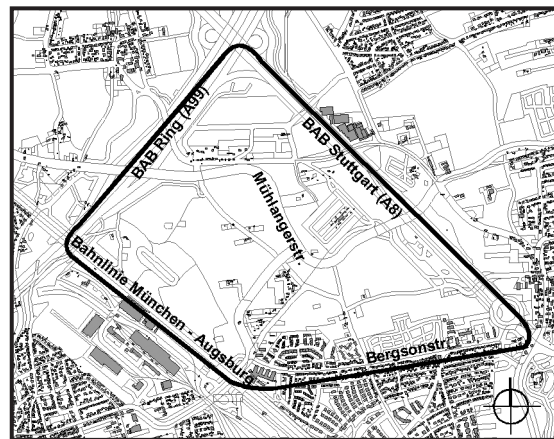 BAB Ring (A99)
BAB Stuttgart (A8)
Mühlangerstr.
Bahnlinie München - Augsburg
Bergsonstr.